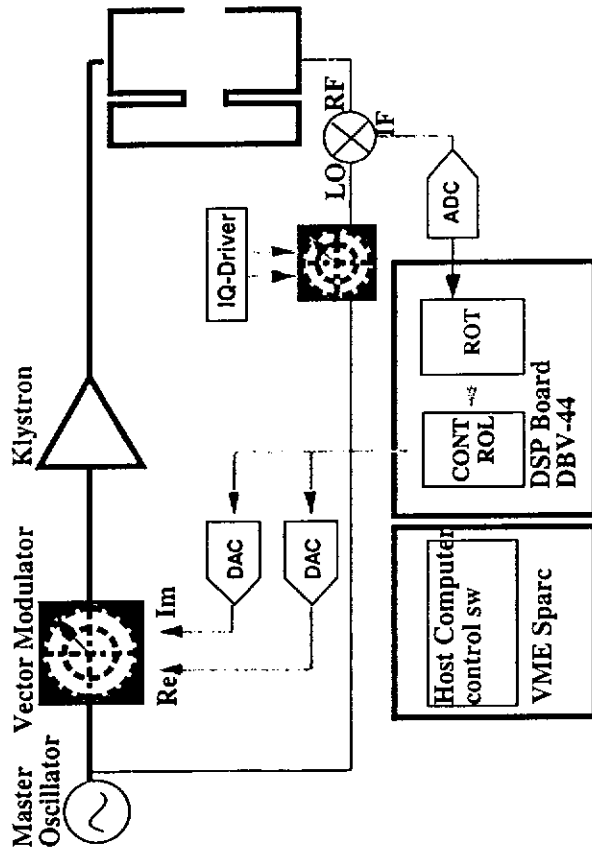 Master
Oscillator
Vector Modulator
Klystron
Re
Im
DAC
DAC
IQ-Driver
LO
RF
IF
ADC
Host Computer
control sw
VME Sparc
CONT
ROL
ROT
DSP Board
DBV-44